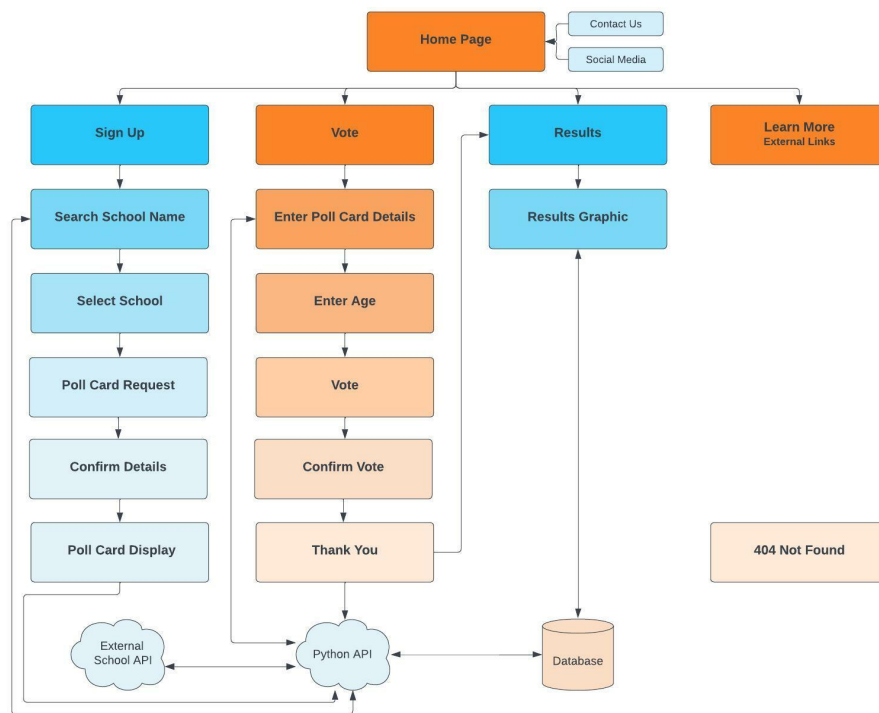 Contact Us
Home Page
Social Media
Sign Up
Vote
Results
Learn More
External Links
Search School Name
Enter Poll Card Details
Results Graphic
Select School
Enter Age
Poll Card Request
Vote
Confirm Details
Confirm Vote
Poll Card Display
Thank You
404 Not Found
External
School API
Python API
Database